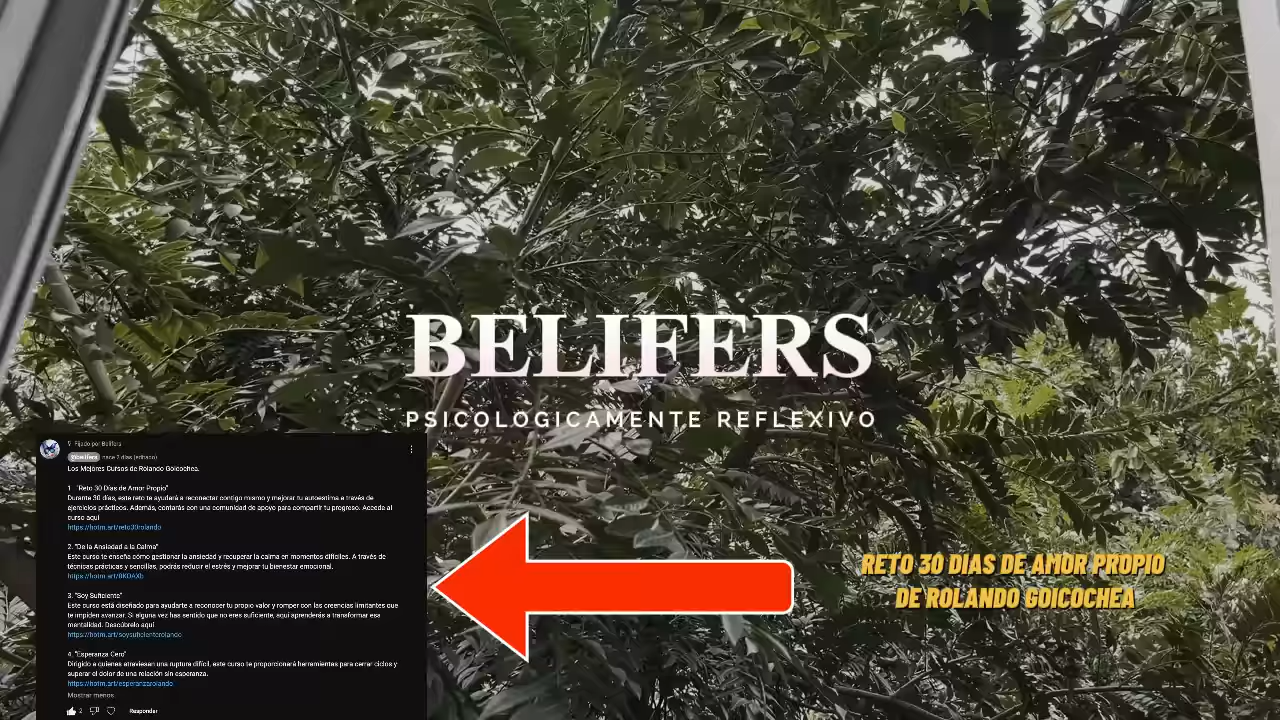 BELIFERS
PSICOLOGICAMENTE REFLEXIVO
Fijado por Belifers
@belifers hace 2 días (editado)
Los Mejores Cursos de Rolando Goicochea.
1 "Reto 30 Días de Amor Propio"
Durante 30 días, este reto te ayudará a reconectar contigo mismo y mejorar tu autoestima a través de
ejercicios prácticos. Además, contarás con una comunidad de apoyo para compartir tu progreso. Accede al
curso aquí
https://hotm.art/reto30rolando
2. "De la Ansiedad a la Calma"
Este curso te enseña cómo gestionar la ansiedad y recuperar la calma en momentos difíciles. A través de
técnicas prácticas y sencillas, podrás reducir el estrés y mejorar tu bienestar emocional.
3. "Soy Suficiente"
Este curso está diseñado para ayudarte a reconocer tu propio valor y romper con las creencias limitantes que
te impiden avanzar. Si alguna vez has sentido que no eres suficiente, aquí aprenderás a transformar esa
mentalidad. Descúbrelo aquí
https://hotm.art/soysuficienterolando
4. "Esperanza Cero"
Dirigido a quienes atraviesan una ruptura difícil, este curso te proporcionará herramientas para cerrar ciclos y
superar el dolor de una relación sin esperanza.
https://hotm.art/esperanzarolando
Mostrar menos
2
Responder
RETO 30 DIAS DE AMOR PROPIO
DE ROLANDO GOICOCHEA